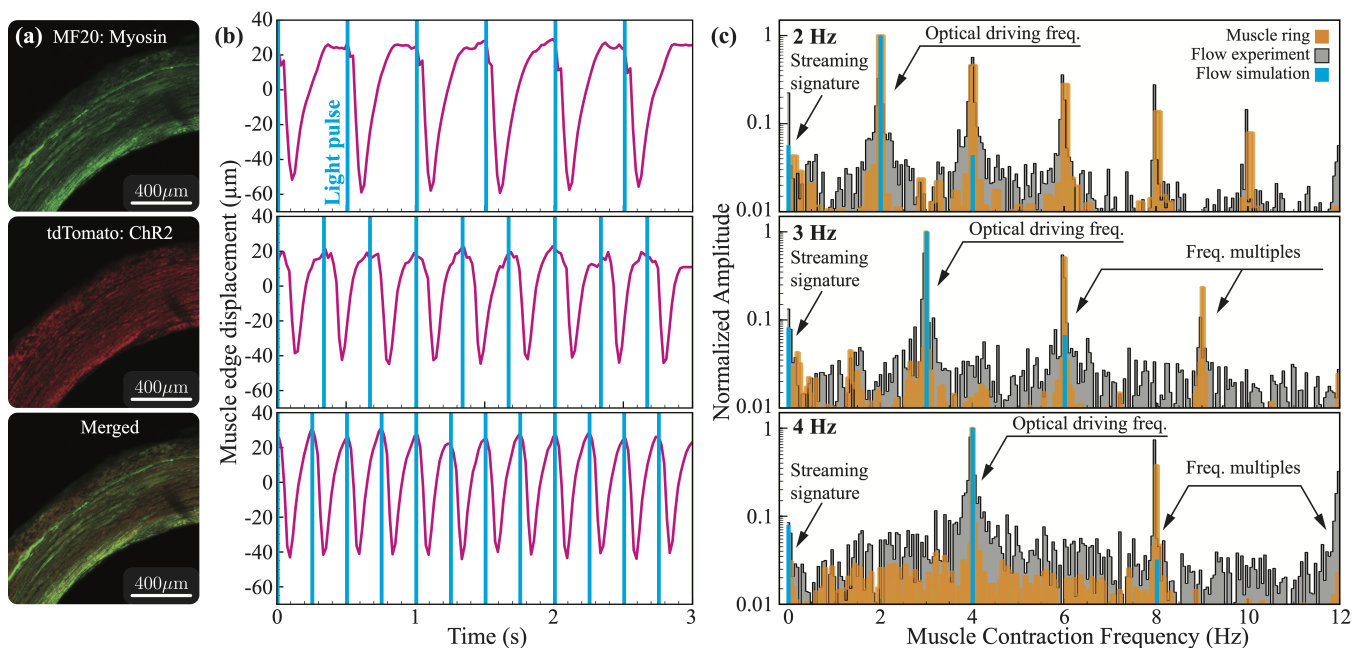 (a)
MF20: Myosin
400μm
tdTomato: ChR2
400μm
Merged
400μm
(b)
Muscle edge displacement (μm)
40
20
0
-20
-40
-60
Light pulse
40
20
0
-20
-40
-60
40
20
0
-20
-40
-60
0
1
2
3
Time (s)
(c)
Normalized Amplitude
1
0.1
0.01
2 Hz
Streaming
signature
Optical driving freq.
Muscle ring
Flow experiment
Flow simulation
1
0.1
0.01
3 Hz
Streaming
signature
Optical driving freq.
Freq. multiples
1
0.1
0.01
4 Hz
Streaming
signature
Optical driving freq.
Freq. multiples
0
2
4
6
8
10
12
Muscle Contraction Frequency (Hz)